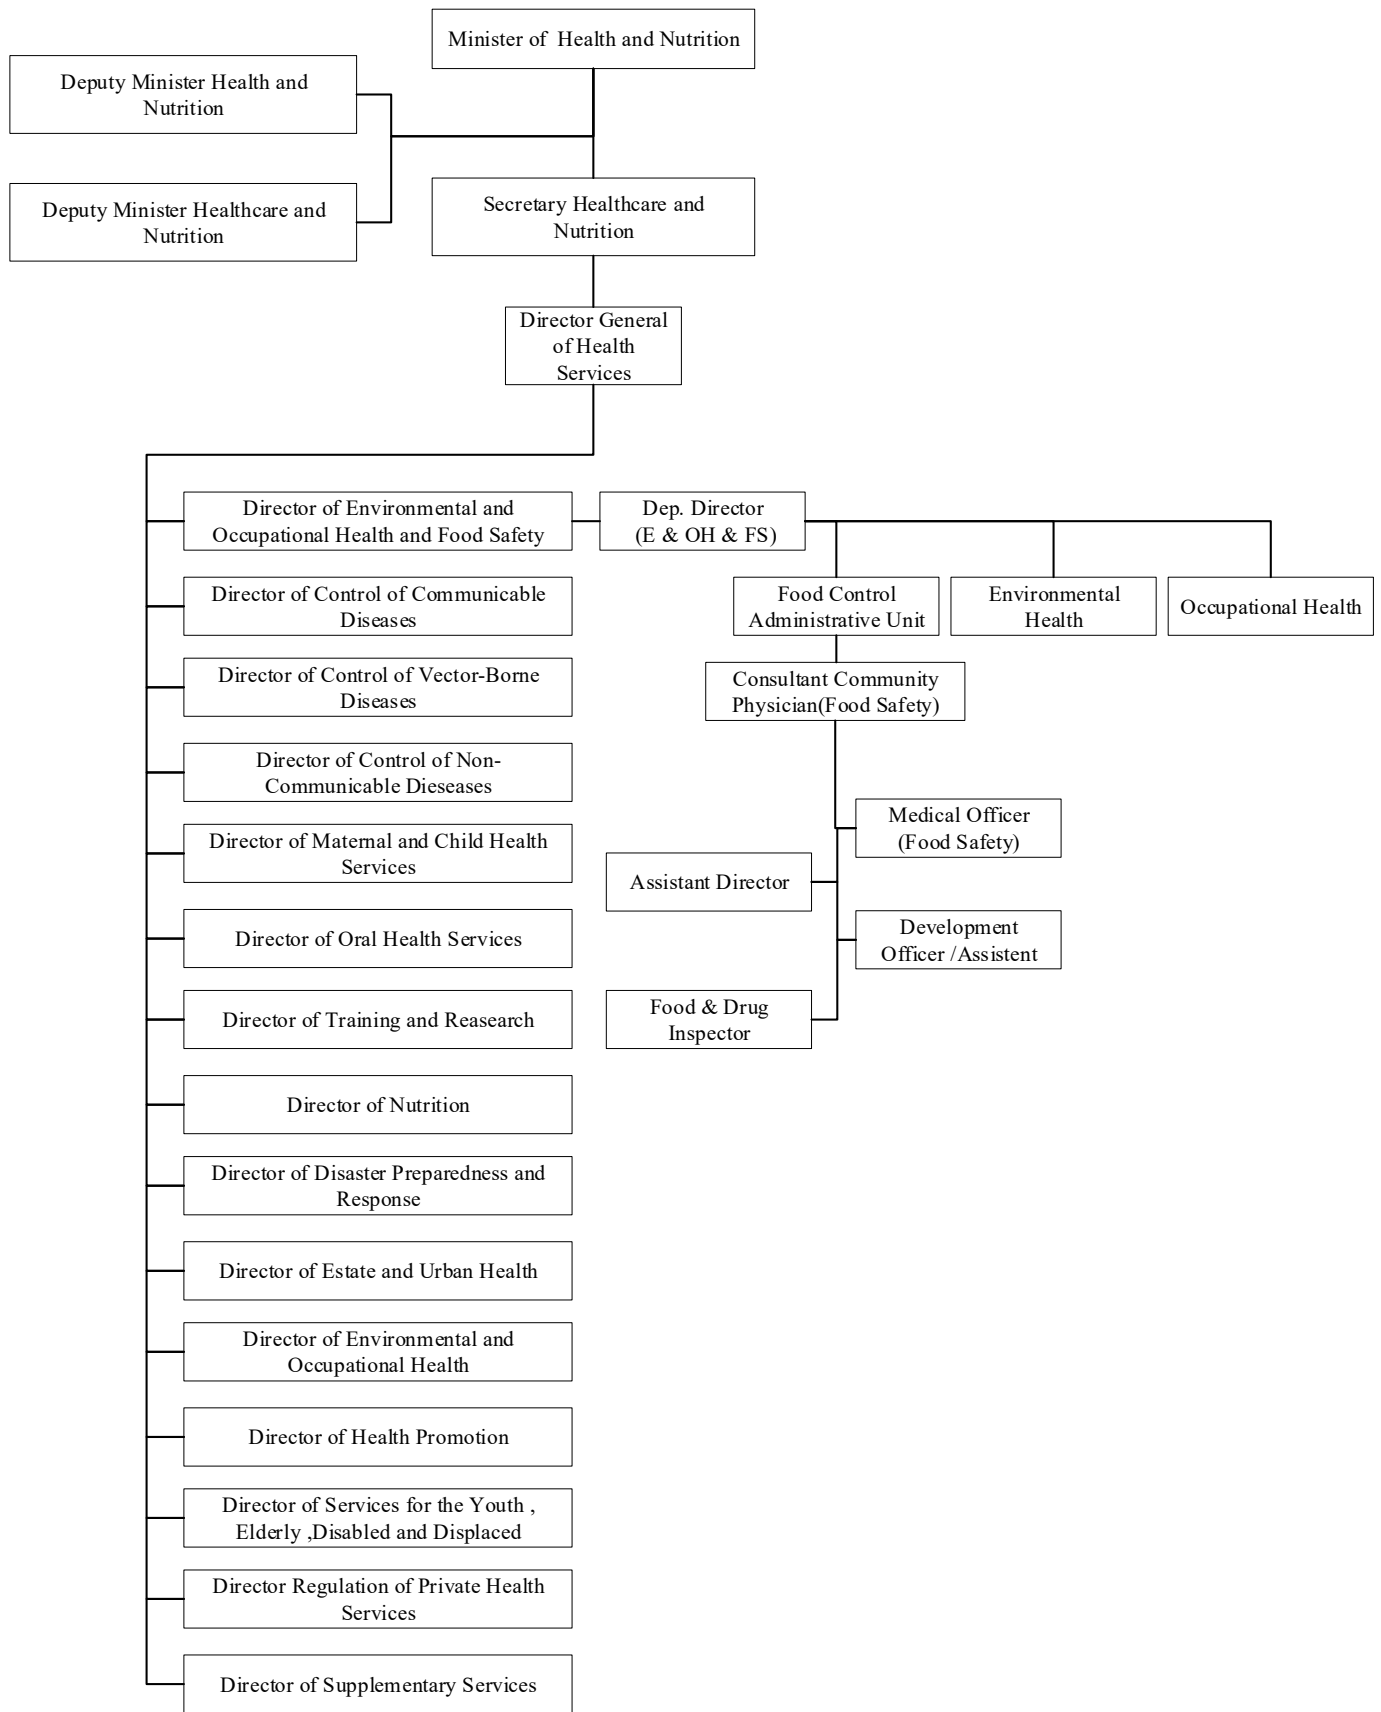 Minister of Health and Nutrition
Deputy Minister Health and
Nutrition
Deputy Minister Healthcare and
Nutrition
Secretary Healthcare and
Nutrition
Director General
of Health
Services
Director of Environmental and
Occupational Health and Food Safety
Dep. Director
(E & OH & FS)
Food Control
Administrative Unit
Environmental
Health
Occupational Health
Consultant Community
Physician(Food Safety)
Medical Officer
(Food Safety)
Assistant Director
Development
Officer /Assistent
Food & Drug
Inspector
Director of Control of Communicable
Diseases
Director of Control of Vector-Borne
Diseases
Director of Control of Non-
Communicable Dieseases
Director of Maternal and Child Health
Services
Director of Oral Health Services
Director of Training and Reasearch
Director of Nutrition
Director of Disaster Preparedness and
Response
Director of Estate and Urban Health
Director of Environmental and
Occupational Health
Director of Health Promotion
Director of Services for the Youth ,
Elderly ,Disabled and Displaced
Director Regulation of Private Health
Services
Director of Supplementary Services